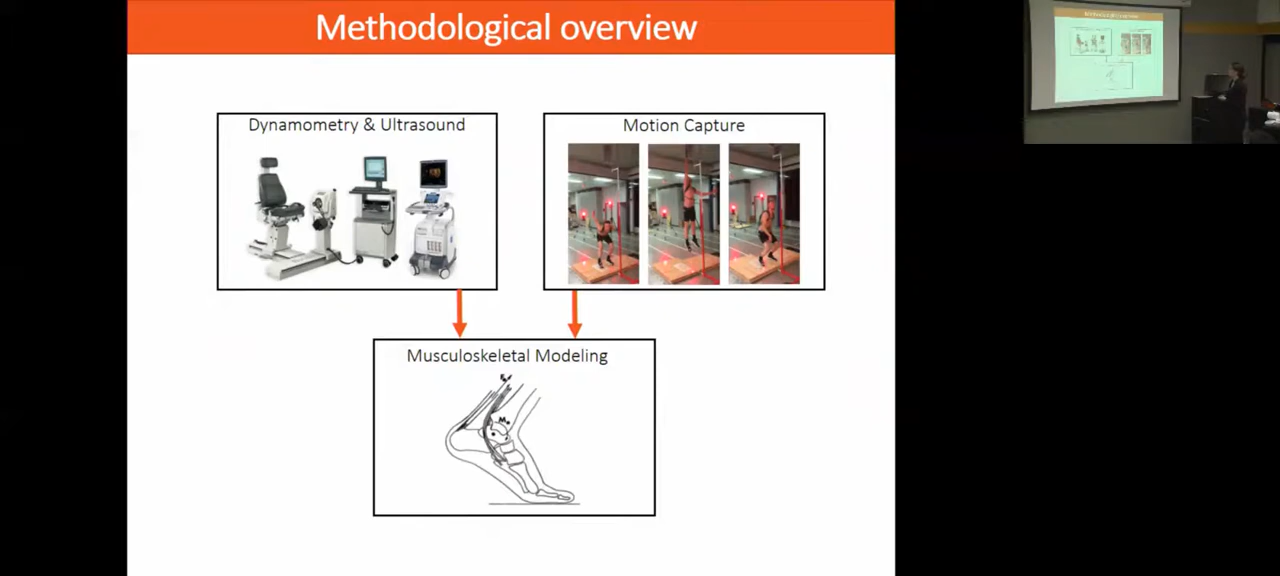 Methodological overview
Dynamometry & Ultrasound
Motion Capture
Musculoskeletal Modeling